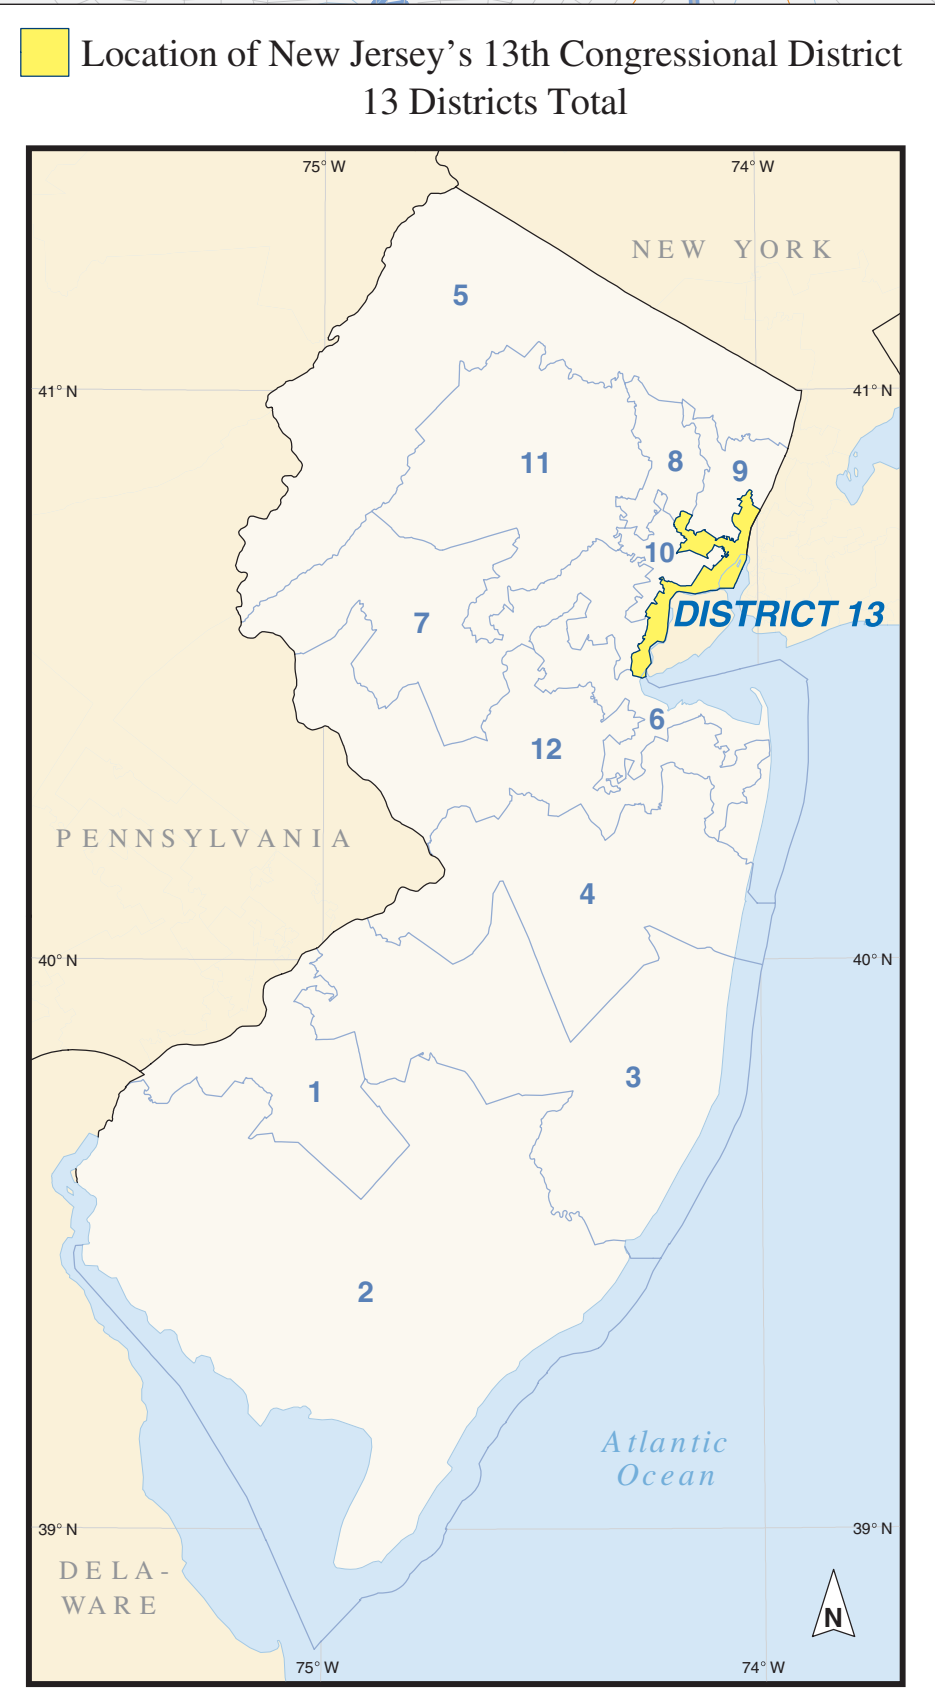 Location of New Jersey’s 13th Congressional District
13 Districts Total
75° W
74° W
NEW YORK
5
41° N
41° N
11
8
9
10
DISTRICT 13
7
6
12
PENNSYLVANIA
4
40° N
40° N
3
1
2
Atlantic
Ocean
39° N
39° N
DELA-
WARE
N
75° W
74° W